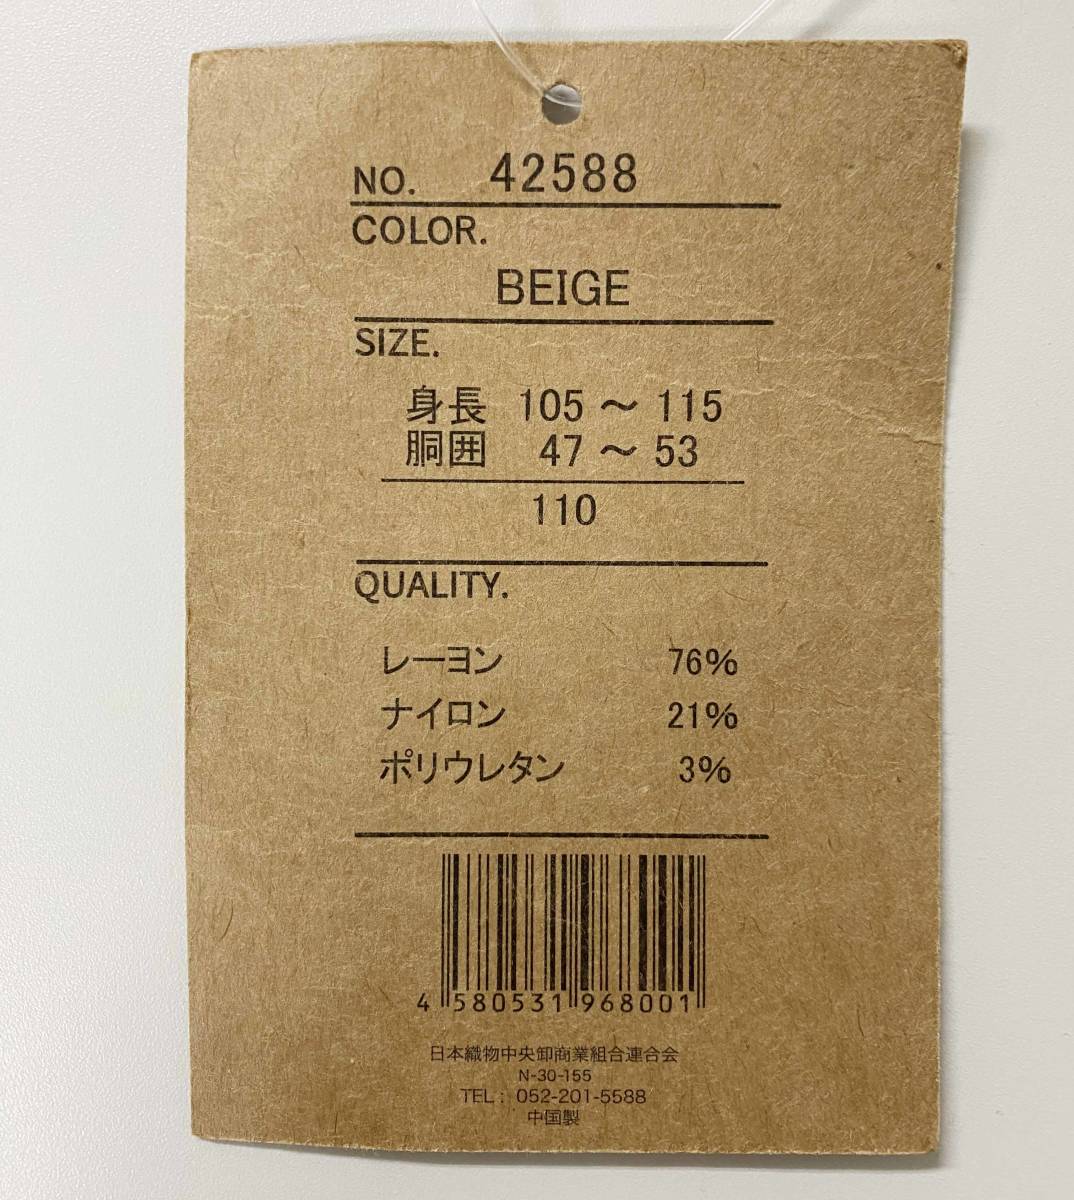 NO. 42588
COLOR.
BEIGE
SIZE.
身長 105 ～ 115
胴囲 47 ～ 53
110
QUALITY.
レーヨン 76%
ナイロン 21%
ポリウレタン 3%
4 580531 968001
日本織物中央卸商業組合連合会
N-30-155
TEL : 052-201-5588
中国製